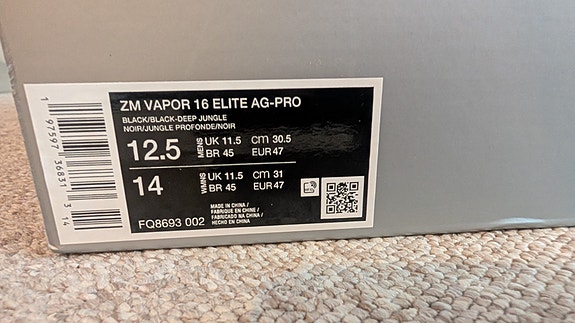 ZM VAPOR 16 ELITE AG-PRO
BLACK/BLACK-DEEP JUNGLE
NOIR/JUNGLE PROFONDE/NOIR
12.5 MENS UK 11.5 CM 30.5
BR 45 EUR 47
14 WMNS UK 11.5 CM 31
BR 45 EUR 47
MADE IN CHINA /
FABRIQUE EN CHINE /
FABRICADO NA CHINA /
HECHO EN CHINA
FQ8693 002
1 97597 36831 3 14